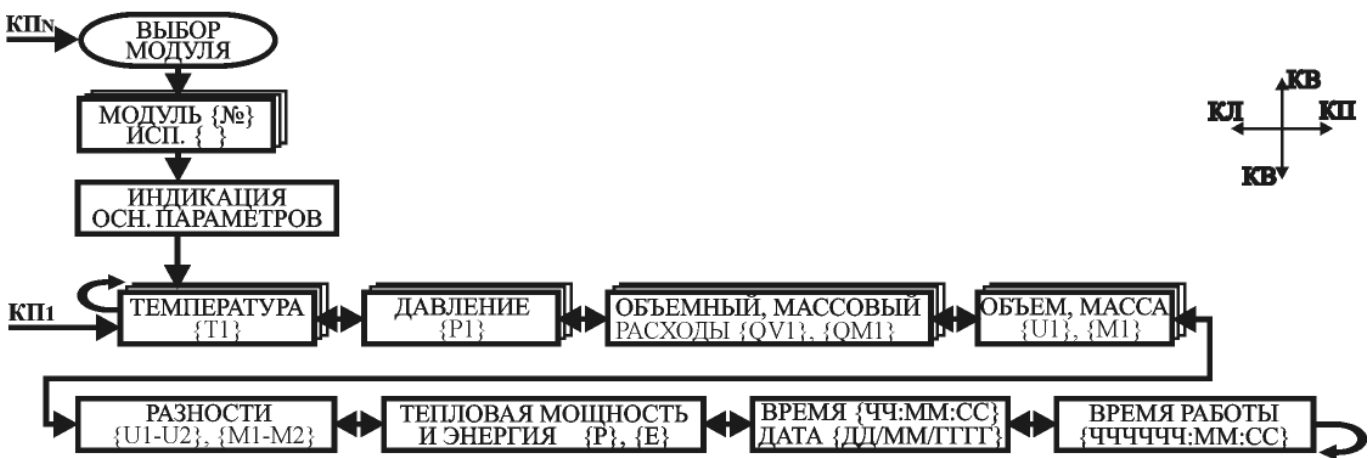 КПN
ВЫБОР
МОДУЛЯ
МОДУЛЬ {№}
ИСП. { }
КВ
КЛ КП
КВ
ИНДИКАЦИЯ
ОСН. ПАРАМЕТРОВ
КП1
ТЕМПЕРАТУРА
{Т1}
ДАВЛЕНИЕ
{Р1}
ОБЪЕМНЫЙ, МАССОВЫЙ
РАСХОДЫ {QV1}, {QM1}
ОБЪЕМ, МАССА
{U1}, {M1}
РАЗНОСТИ
{U1-U2}, {M1-M2}
ТЕПЛОВАЯ МОЩНОСТЬ
И ЭНЕРГИЯ {P}, {E}
ВРЕМЯ {ЧЧ:ММ:СС}
ДАТА {ДД/ММ/ГГГГ}
ВРЕМЯ РАБОТЫ
{ЧЧЧЧЧЧ:ММ:СС}